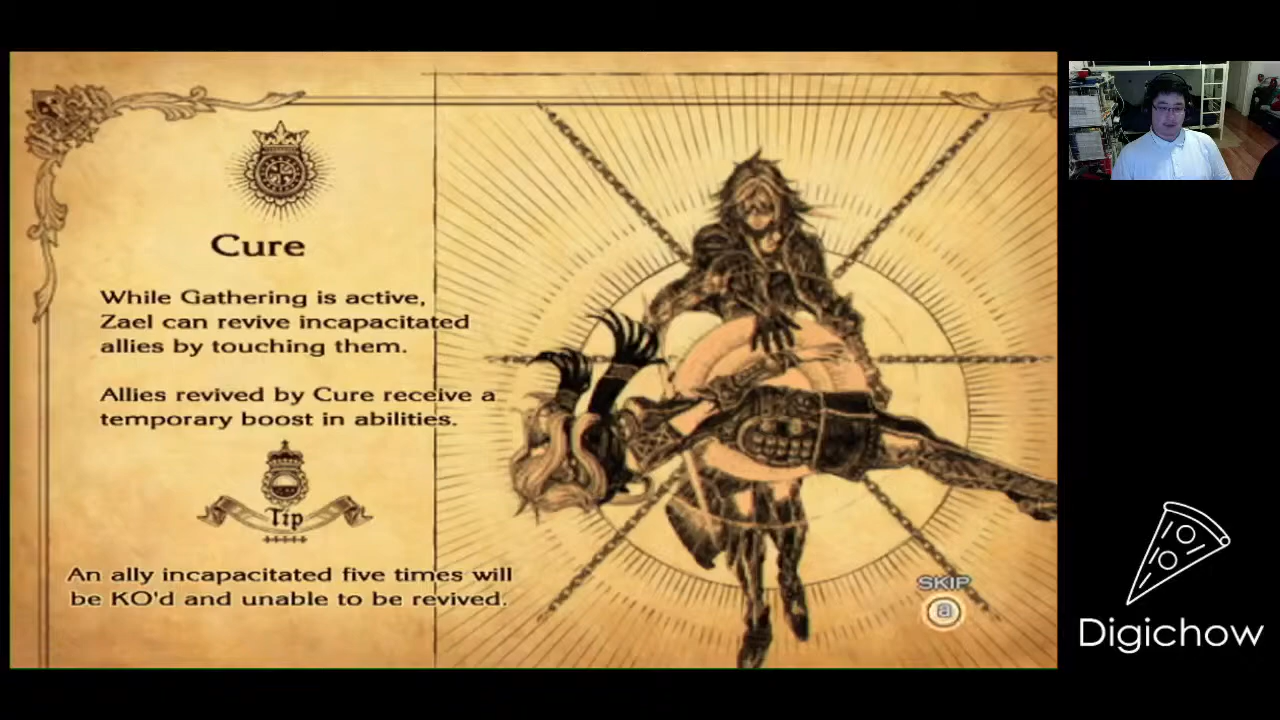 Cure
While Gathering is active,
Zael can revive incapacitated
allies by touching them.
Allies revived by Cure receive a
temporary boost in abilities.
Tip
An ally incapacitated five times will
be KO'd and unable to be revived.
SKIP
a
Digichow